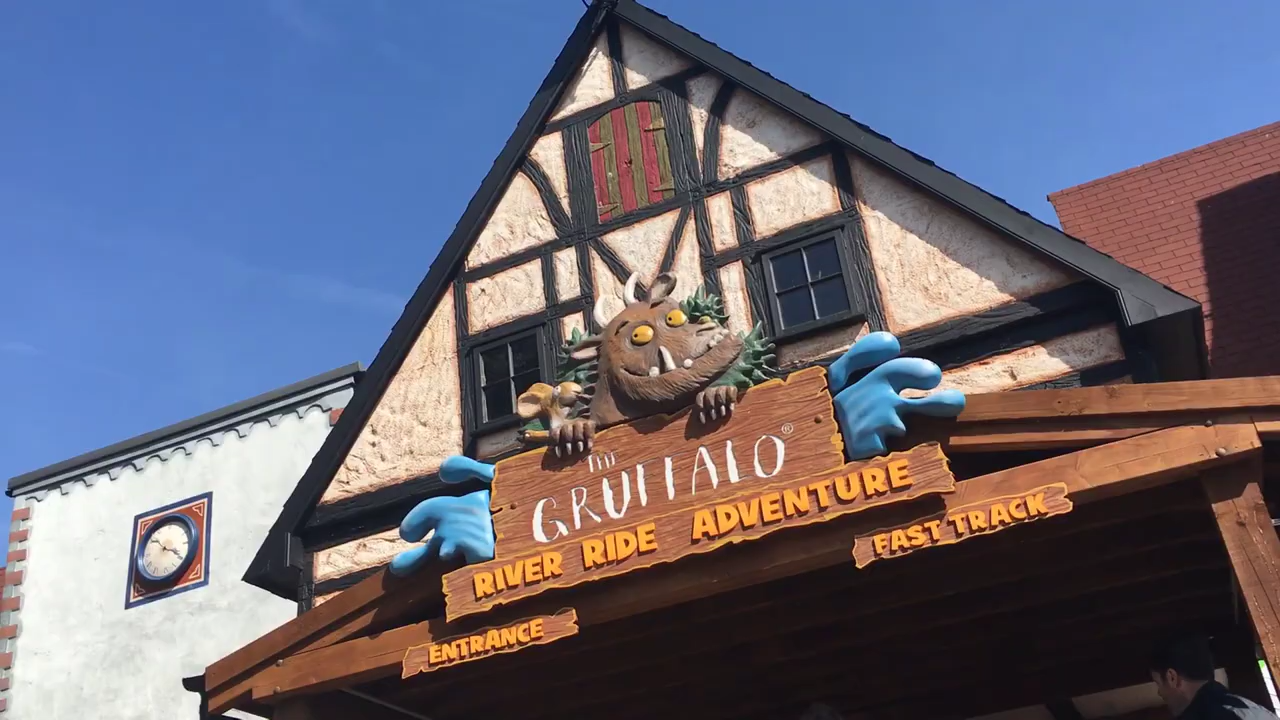 THE
GRUFFALO®
RIVER RIDE ADVENTURE
FAST TRACK
ENTRANCE